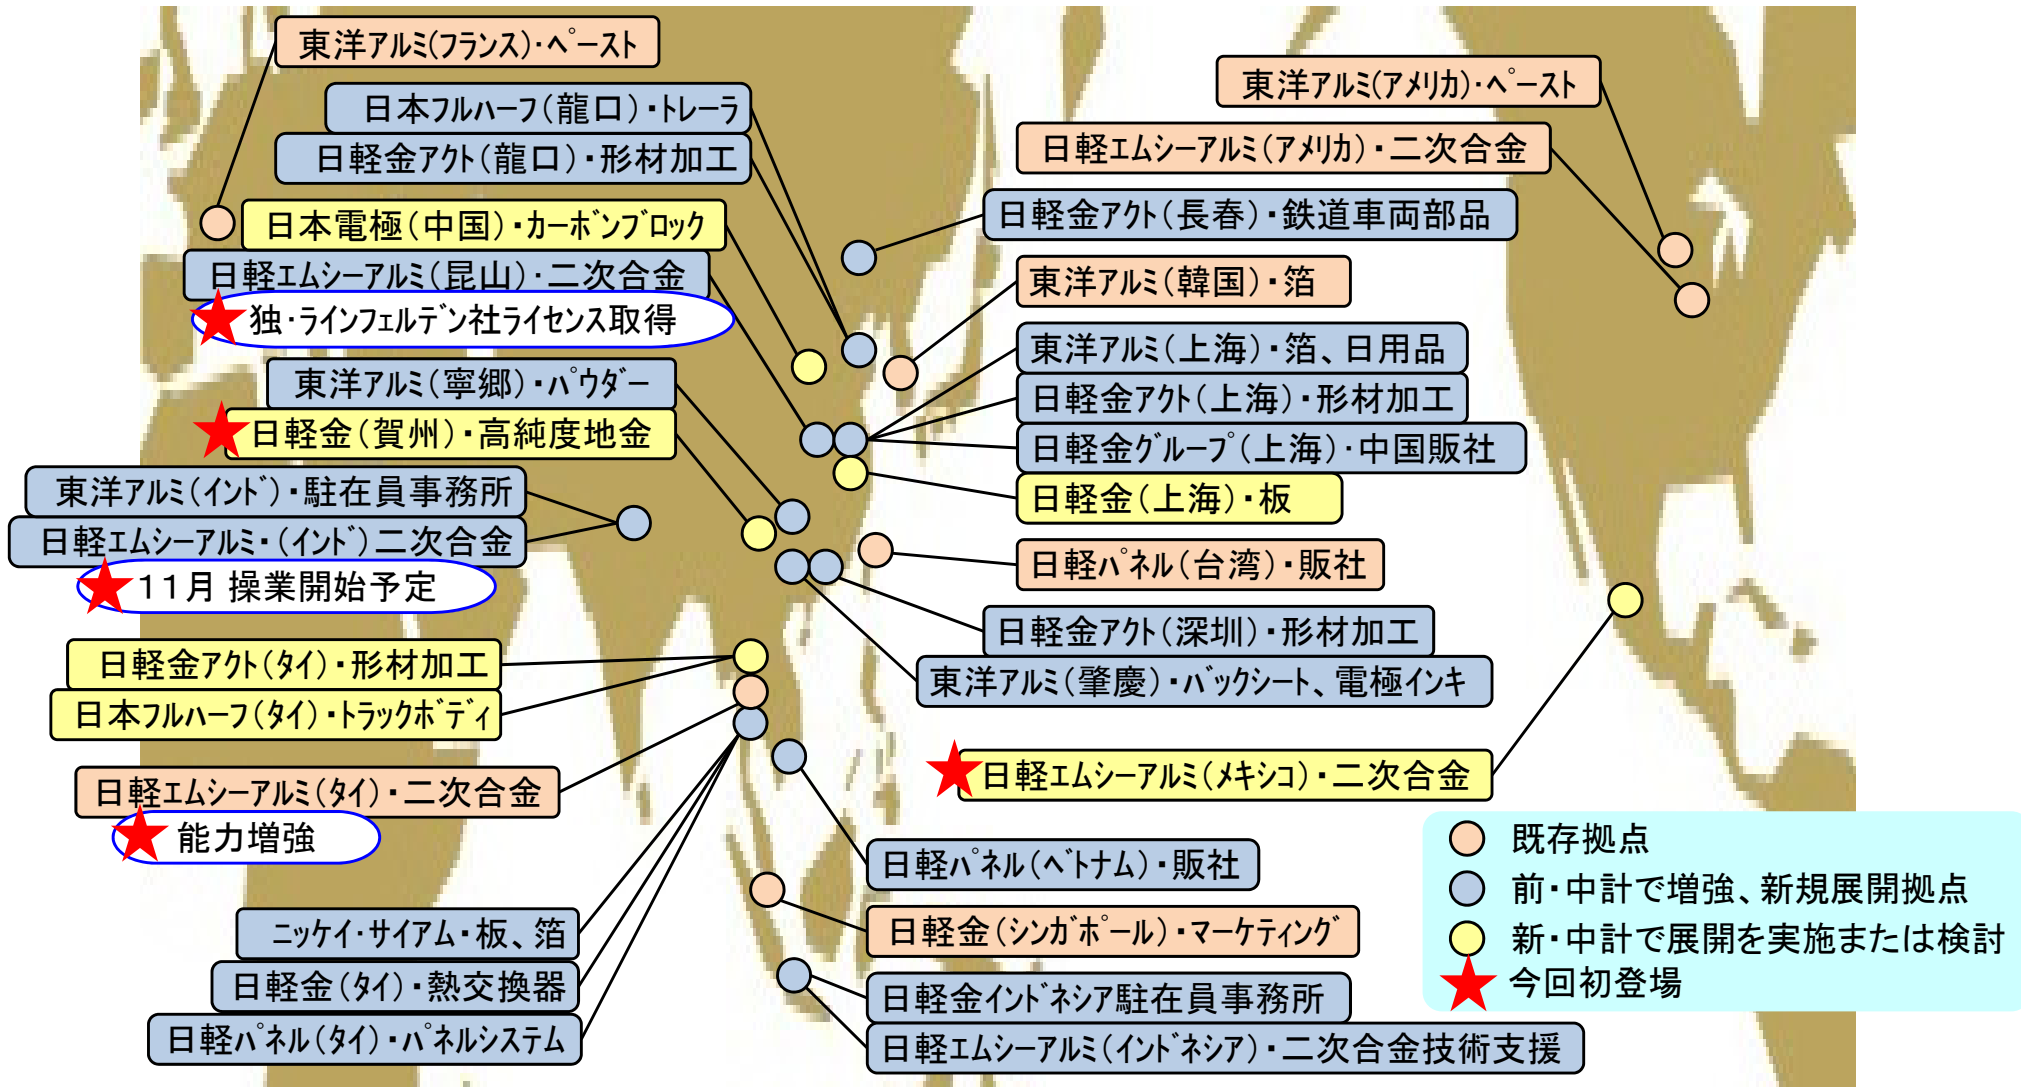 東洋アルミ(フランス)・ペースト
日本フルハーフ(龍口)・トレーラ
日軽金アクト(龍口)・形材加工
日本電極(中国)・カーボンブロック
日軽エムシーアルミ(昆山)・二次合金
独・ラインフェルデン社ライセンス取得
東洋アルミ(寧郷)・パウダー
日軽金(賀州)・高純度地金
東洋アルミ(インド)・駐在員事務所
日軽エムシーアルミ・(インド)二次合金
11月 操業開始予定
日軽金アクト(タイ)・形材加工
日本フルハーフ(タイ)・トラックボディ
日軽エムシーアルミ(タイ)・二次合金
能力増強
ニッケイ・サイアム・板、箔
日軽金(タイ)・熱交換器
日軽パネル(タイ)・パネルシステム
東洋アルミ(アメリカ)・ペースト
日軽エムシーアルミ(アメリカ)・二次合金
日軽金アクト(長春)・鉄道車両部品
東洋アルミ(韓国)・箔
東洋アルミ(上海)・箔、日用品
日軽金アクト(上海)・形材加工
日軽金グループ(上海)・中国販社
日軽金(上海)・板
日軽パネル(台湾)・販社
日軽金アクト(深圳)・形材加工
東洋アルミ(肇慶)・バックシート、電極インキ
日軽エムシーアルミ(メキシコ)・二次合金
日軽パネル(ベトナム)・販社
日軽金(シンガポール)・マーケティング
日軽金インドネシア駐在員事務所
日軽エムシーアルミ(インドネシア)・二次合金技術支援
既存拠点
前・中計で増強、新規展開拠点
新・中計で展開を実施または検討
今回初登場